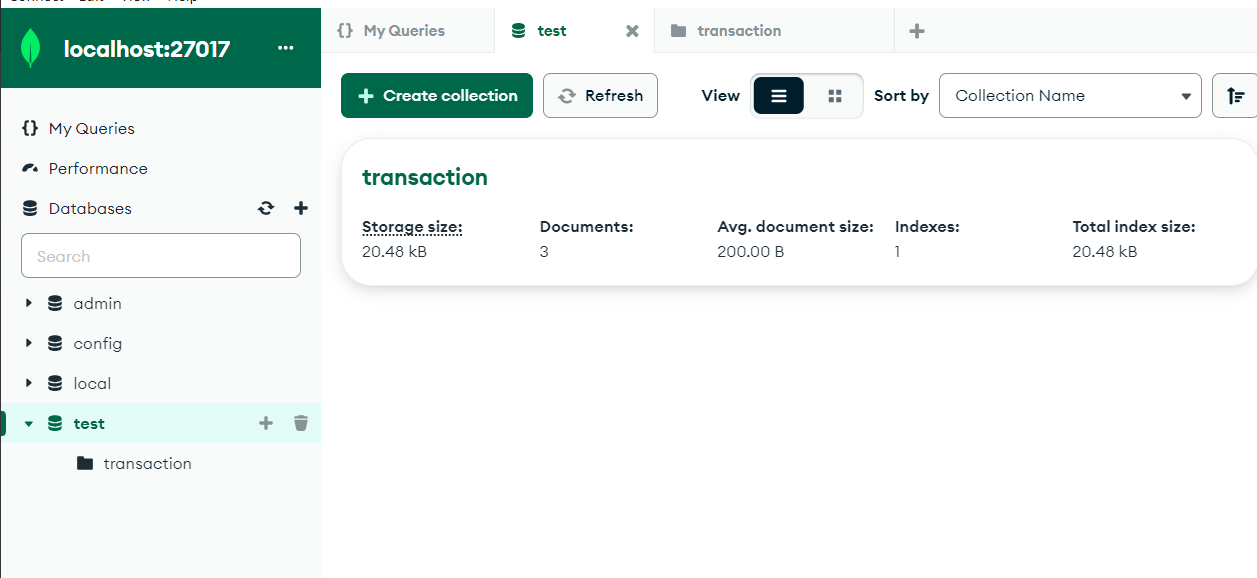 localhost:27017
My Queries
Performance
Databases
Search
admin
config
local
test
transaction
{} My Queries
test
transaction
Create collection
Refresh
View
Sort by
Collection Name
transaction
Storage size: Documents: Avg. document size: Indexes: Total index size:
20.48 kB 3 200.00 B 1 20.48 kB